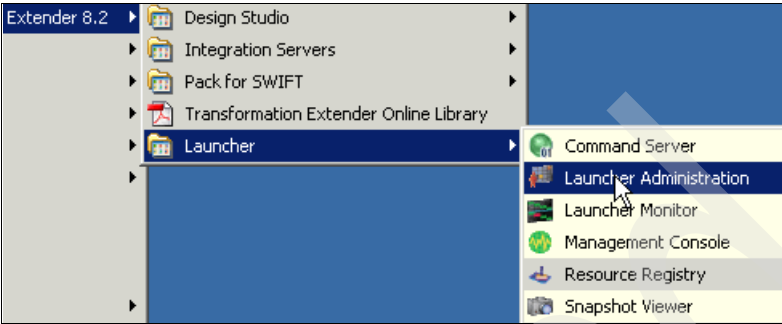 Extender 8.2
Design Studio
Integration Servers
Pack for SWIFT
Transformation Extender Online Library
Launcher
Command Server
Launcher Administration
Launcher Monitor
Management Console
Resource Registry
Snapshot Viewer